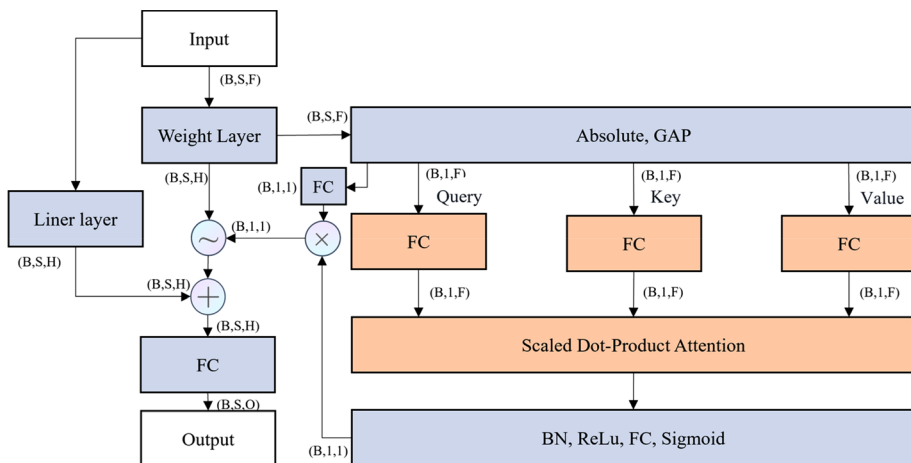 Input
(B,S,F)
Weight Layer
(B,S,F)
Absolute, GAP
(B,S,H)
(B,1,1)
FC
(B,1,F)
Query
(B,1,F)
Key
(B,1,F)
Value
Liner layer
(B,1,1)
~
×
FC
FC
FC
(B,S,H)
(B,S,H)
+
(B,1,F)
(B,1,F)
(B,1,F)
(B,S,H)
FC
Scaled Dot-Product Attention
(B,S,O)
Output
(B,1,1)
BN, ReLu, FC, Sigmoid